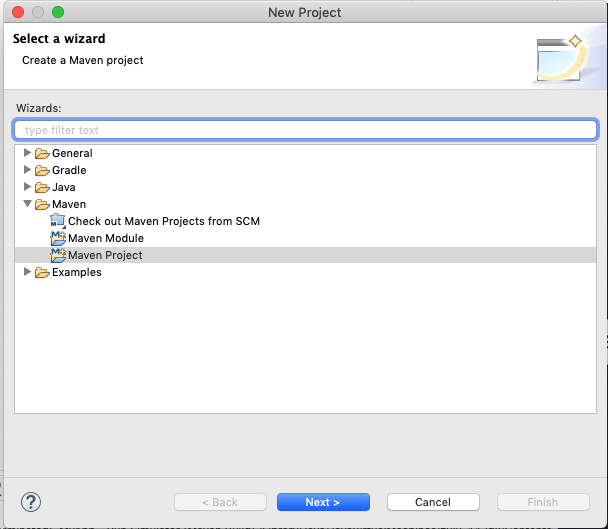 New Project
Select a wizard
Create a Maven project
Wizards:
type filter text
General
Gradle
Java
Maven
Check out Maven Projects from SCM
Maven Module
Maven Project
Examples
?
< Back
Next >
Cancel
Finish